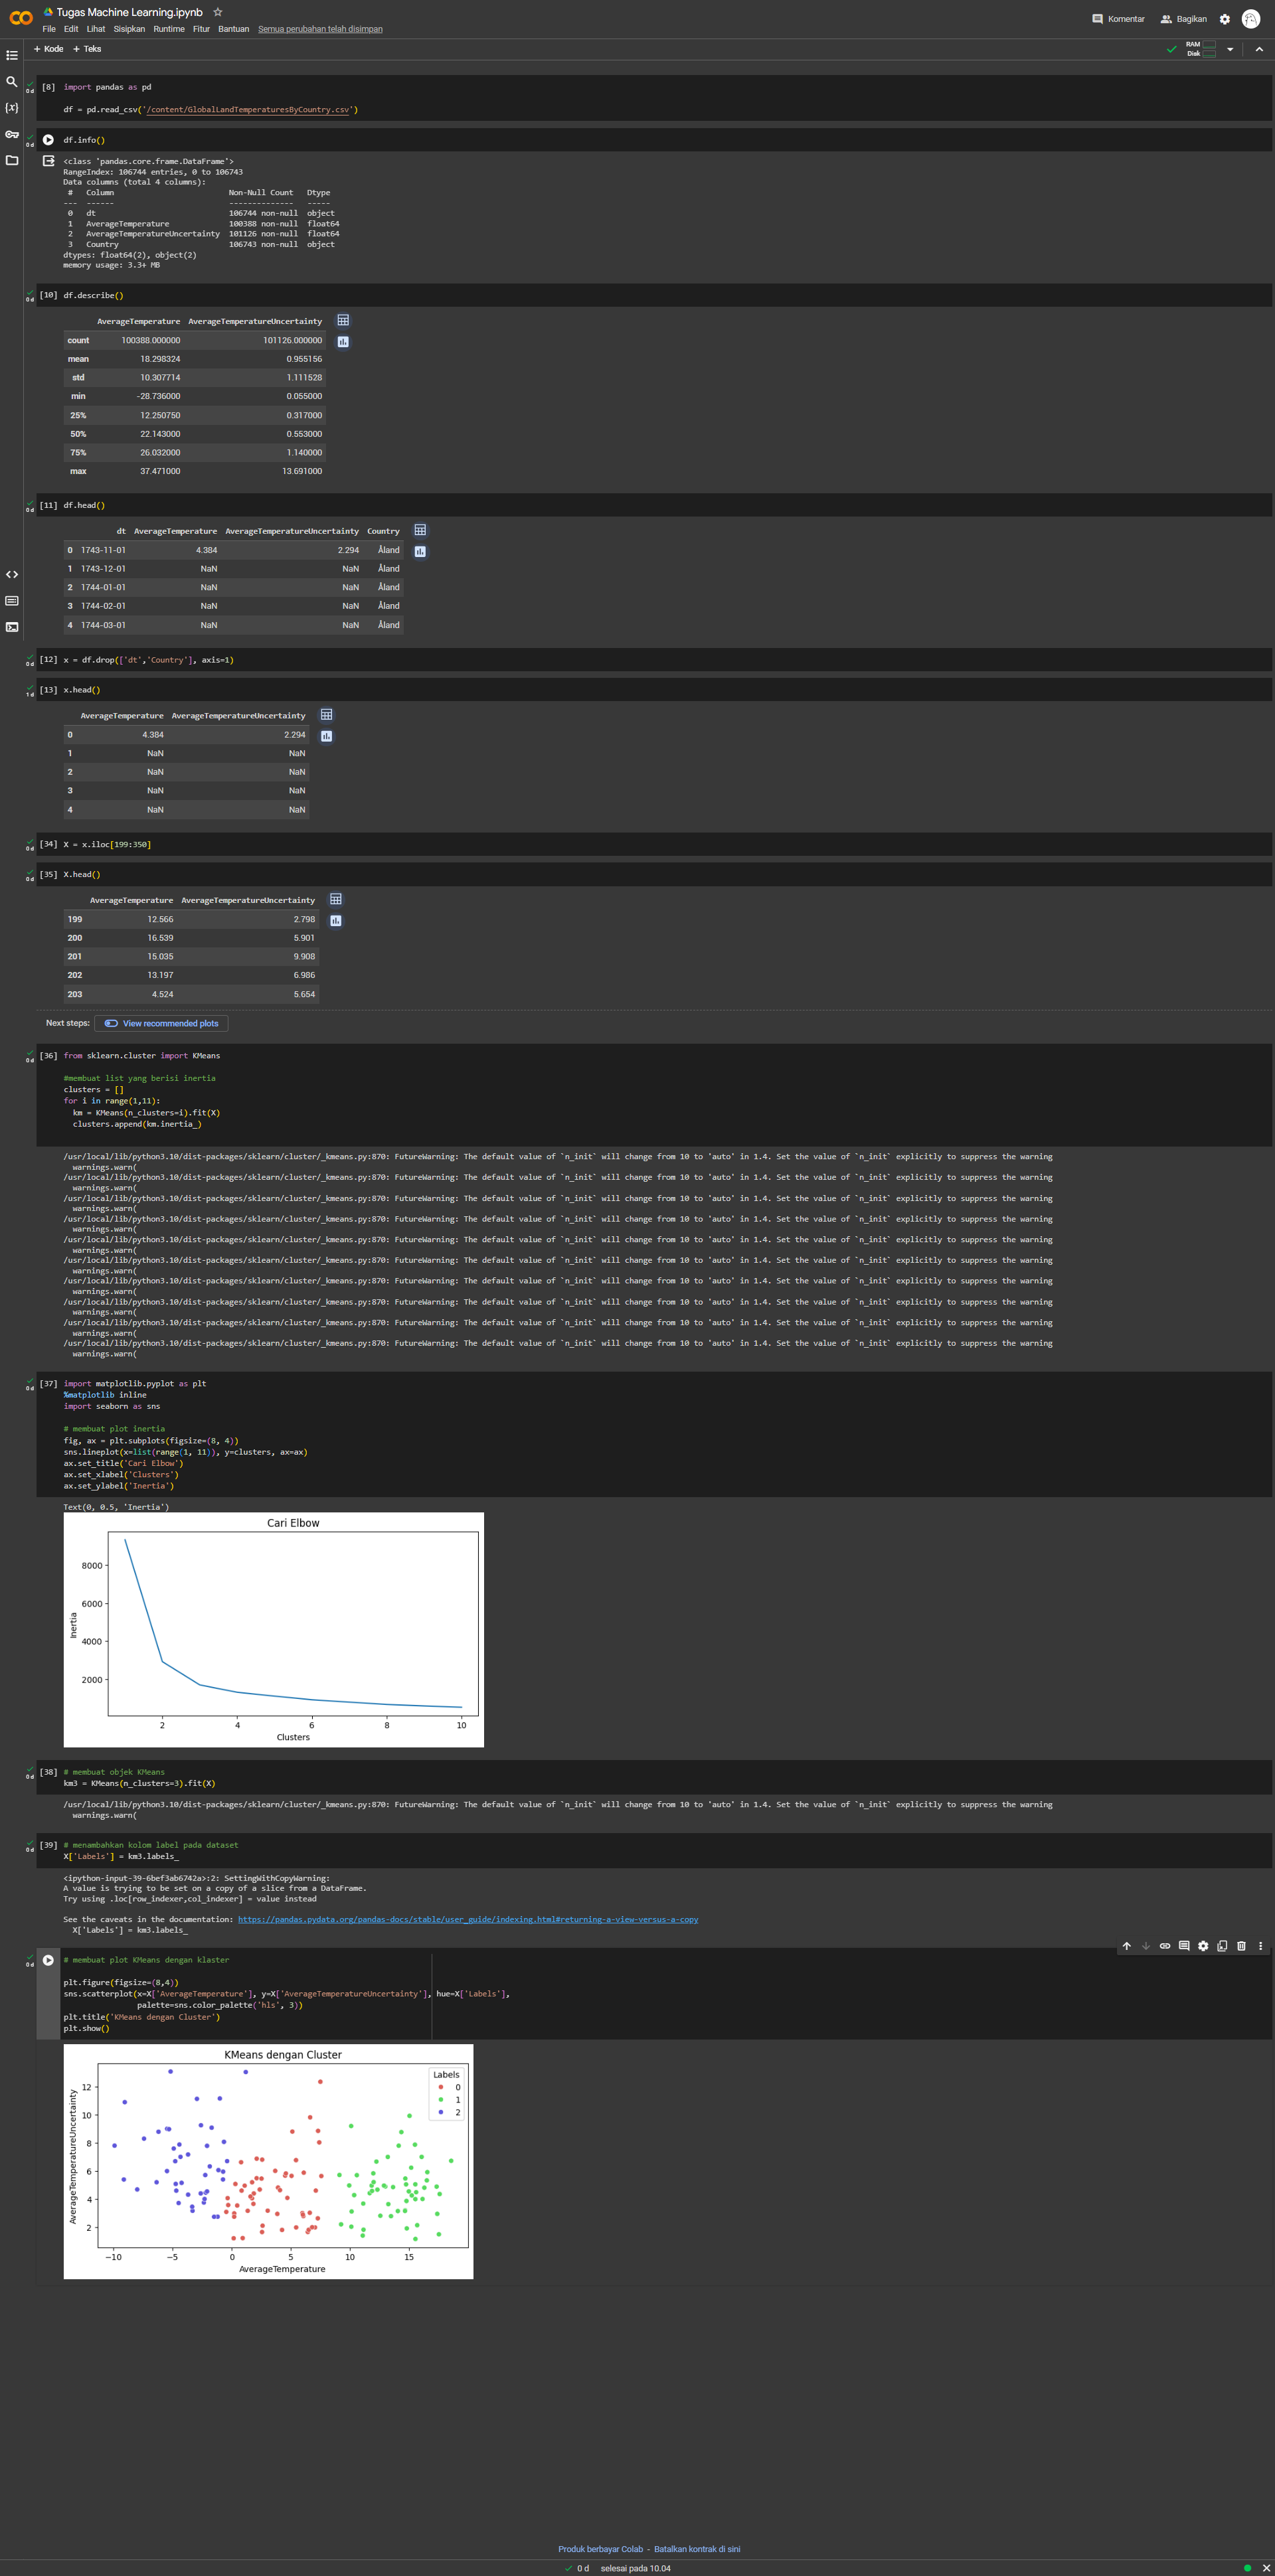 Tugas Machine Learning.ipynb
File Edit Lihat Sisipkan Runtime Fitur Bantuan Semua perubahan telah disimpan
Komentar Bagikan
+ Kode + Teks
RAM
Disk
[8] import pandas as pd
df = pd.read_csv('/content/GlobalLandTemperaturesByCountry.csv')
0 d
df.info()
0 d
<class 'pandas.core.frame.DataFrame'>
RangeIndex: 106744 entries, 0 to 106743
Data columns (total 4 columns):
# Column Non-Null Count Dtype
--- ------ -------------- -----
0 dt 106744 non-null object
1 AverageTemperature 100388 non-null float64
2 AverageTemperatureUncertainty 101126 non-null float64
3 Country 106743 non-null object
dtypes: float64(2), object(2)
memory usage: 3.3+ MB
[10] df.describe()
0 d
AverageTemperature AverageTemperatureUncertainty
count 100388.000000 101126.000000
mean 18.298324 0.955156
std 10.307714 1.111528
min -28.736000 0.055000
25% 12.250750 0.317000
50% 22.143000 0.553000
75% 26.032000 1.140000
max 37.471000 13.691000
[11] df.head()
0 d
dt AverageTemperature AverageTemperatureUncertainty Country
0 1743-11-01 4.384 2.294 Åland
1 1743-12-01 NaN NaN Åland
2 1744-01-01 NaN NaN Åland
3 1744-02-01 NaN NaN Åland
4 1744-03-01 NaN NaN Åland
[12] x = df.drop(['dt','Country'], axis=1)
0 d
[13] x.head()
1 d
AverageTemperature AverageTemperatureUncertainty
0 4.384 2.294
1 NaN NaN
2 NaN NaN
3 NaN NaN
4 NaN NaN
[34] X = x.iloc[199:350]
0 d
[35] X.head()
0 d
AverageTemperature AverageTemperatureUncertainty
199 12.566 2.798
200 16.539 5.901
201 15.035 9.908
202 13.197 6.986
203 4.524 5.654
Next steps: View recommended plots
[36] from sklearn.cluster import KMeans
0 d
#membuat list yang berisi inertia
clusters = []
for i in range(1,11):
km = KMeans(n_clusters=i).fit(X)
clusters.append(km.inertia_)
/usr/local/lib/python3.10/dist-packages/sklearn/cluster/_kmeans.py:870: FutureWarning: The default value of `n_init` will change from 10 to 'auto' in 1.4. Set the value of `n_init` explicitly to suppress the warning
warnings.warn(
/usr/local/lib/python3.10/dist-packages/sklearn/cluster/_kmeans.py:870: FutureWarning: The default value of `n_init` will change from 10 to 'auto' in 1.4. Set the value of `n_init` explicitly to suppress the warning
warnings.warn(
/usr/local/lib/python3.10/dist-packages/sklearn/cluster/_kmeans.py:870: FutureWarning: The default value of `n_init` will change from 10 to 'auto' in 1.4. Set the value of `n_init` explicitly to suppress the warning
warnings.warn(
/usr/local/lib/python3.10/dist-packages/sklearn/cluster/_kmeans.py:870: FutureWarning: The default value of `n_init` will change from 10 to 'auto' in 1.4. Set the value of `n_init` explicitly to suppress the warning
warnings.warn(
/usr/local/lib/python3.10/dist-packages/sklearn/cluster/_kmeans.py:870: FutureWarning: The default value of `n_init` will change from 10 to 'auto' in 1.4. Set the value of `n_init` explicitly to suppress the warning
warnings.warn(
/usr/local/lib/python3.10/dist-packages/sklearn/cluster/_kmeans.py:870: FutureWarning: The default value of `n_init` will change from 10 to 'auto' in 1.4. Set the value of `n_init` explicitly to suppress the warning
warnings.warn(
/usr/local/lib/python3.10/dist-packages/sklearn/cluster/_kmeans.py:870: FutureWarning: The default value of `n_init` will change from 10 to 'auto' in 1.4. Set the value of `n_init` explicitly to suppress the warning
warnings.warn(
/usr/local/lib/python3.10/dist-packages/sklearn/cluster/_kmeans.py:870: FutureWarning: The default value of `n_init` will change from 10 to 'auto' in 1.4. Set the value of `n_init` explicitly to suppress the warning
warnings.warn(
/usr/local/lib/python3.10/dist-packages/sklearn/cluster/_kmeans.py:870: FutureWarning: The default value of `n_init` will change from 10 to 'auto' in 1.4. Set the value of `n_init` explicitly to suppress the warning
warnings.warn(
/usr/local/lib/python3.10/dist-packages/sklearn/cluster/_kmeans.py:870: FutureWarning: The default value of `n_init` will change from 10 to 'auto' in 1.4. Set the value of `n_init` explicitly to suppress the warning
warnings.warn(
[37] import matplotlib.pyplot as plt
0 d
%matplotlib inline
import seaborn as sns
# membuat plot inertia
fig, ax = plt.subplots(figsize=(8, 4))
sns.lineplot(x=list(range(1, 11)), y=clusters, ax=ax)
ax.set_title('Cari Elbow')
ax.set_xlabel('Clusters')
ax.set_ylabel('Inertia')
Text(0, 0.5, 'Inertia')
Cari Elbow
8000
6000
4000
2000
Inertia
2 4 6 8 10
Clusters
[38] # membuat objek KMeans
0 d
km3 = KMeans(n_clusters=3).fit(X)
/usr/local/lib/python3.10/dist-packages/sklearn/cluster/_kmeans.py:870: FutureWarning: The default value of `n_init` will change from 10 to 'auto' in 1.4. Set the value of `n_init` explicitly to suppress the warning
warnings.warn(
[39] # menambahkan kolom label pada dataset
0 d
X['Labels'] = km3.labels_
<ipython-input-39-6bef3ab6742a>:2: SettingWithCopyWarning:
A value is trying to be set on a copy of a slice from a DataFrame.
Try using .loc[row_indexer,col_indexer] = value instead
See the caveats in the documentation: https://pandas.pydata.org/pandas-docs/stable/user_guide/indexing.html#returning-a-view-versus-a-copy
X['Labels'] = km3.labels_
# membuat plot KMeans dengan klaster
0 d
plt.figure(figsize=(8,4))
sns.scatterplot(x=X['AverageTemperature'], y=X['AverageTemperatureUncertainty'], hue=X['Labels'],
palette=sns.color_palette('hls', 3))
plt.title('KMeans dengan Cluster')
plt.show()
KMeans dengan Cluster
Labels
0
1
2
12
10
8
6
4
2
AverageTemperatureUncertainty
−10 −5 0 5 10 15
AverageTemperature
Produk berbayar Colab - Batalkan kontrak di sini
0 d selesai pada 10.04